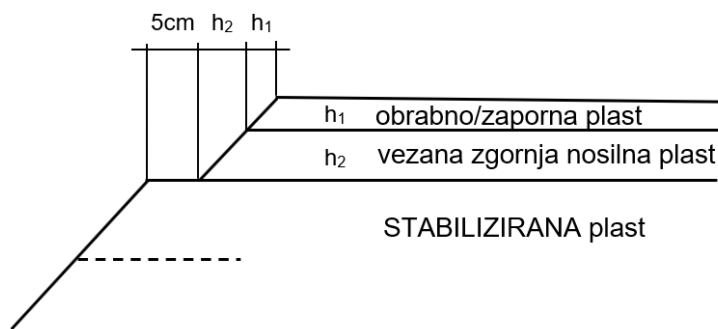 5cm h₂ h₁
h₁ obrabno/zaporna plast
h₂ vezana zgornja nosilna plast
STABILIZIRANA plast